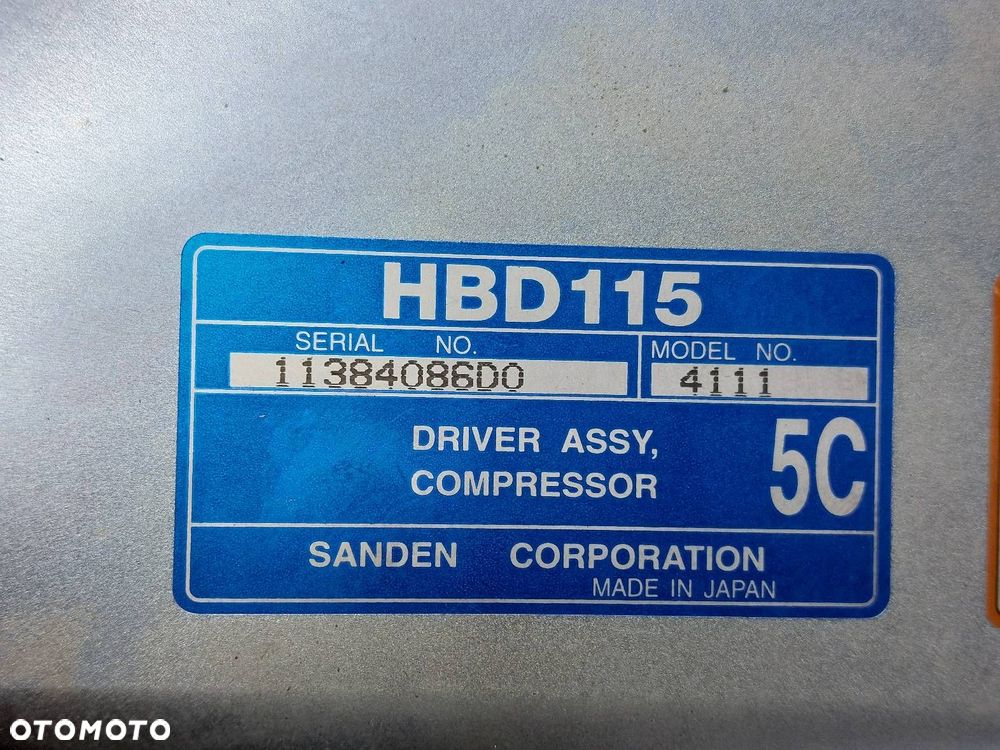 HBD115
SERIAL NO.
11384086D0
MODEL NO.
4111
DRIVER ASSY,
COMPRESSOR
5C
SANDEN CORPORATION
MADE IN JAPAN
OTOMOTO